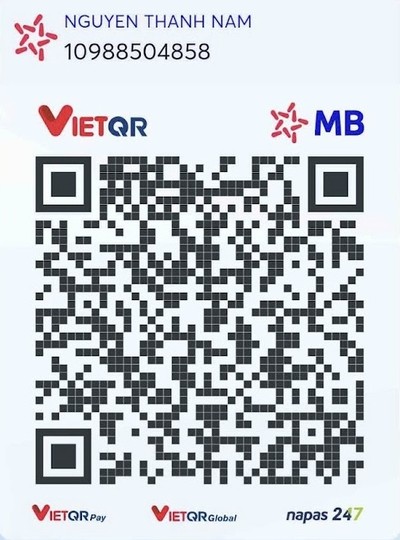 NGUYEN THANH NAM
10988504858
VIETQR MB
VIETQR Pay VIETQR Global napas 247